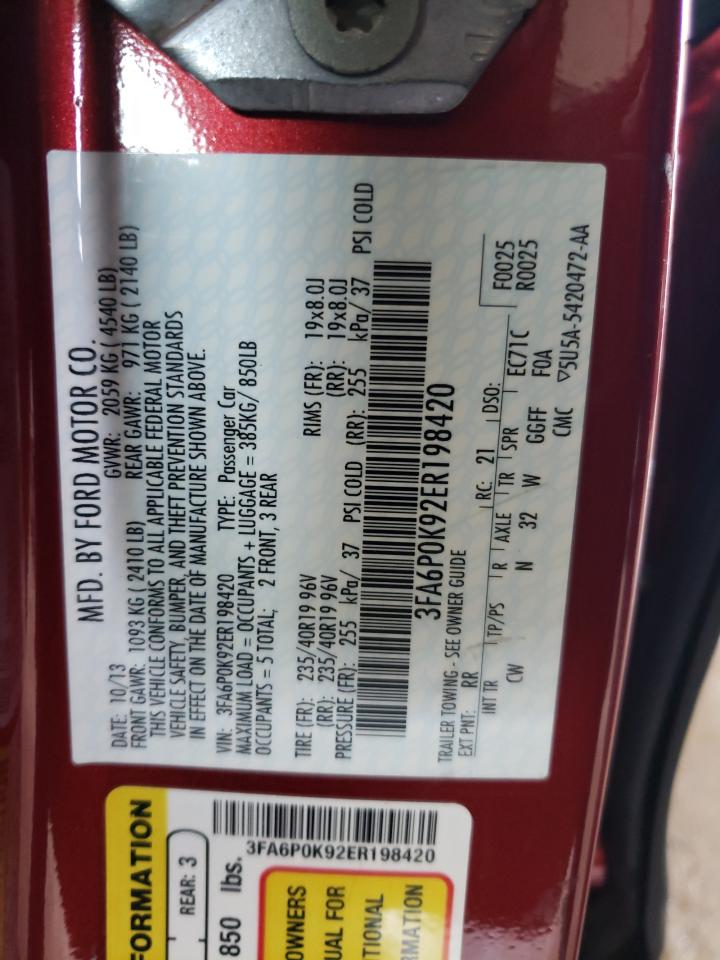 MFD. BY FORD MOTOR CO.
DATE: 10/13 GVWR: 2059 KG ( 4540 LB)
FRONT GAWR: 1093 KG ( 2410 LB) REAR GAWR: 971 KG ( 2140 LB)
THIS VEHICLE CONFORMS TO ALL APPLICABLE FEDERAL MOTOR
VEHICLE SAFETY, BUMPER, AND THEFT PREVENTION STANDARDS
IN EFFECT ON THE DATE OF MANUFACTURE SHOWN ABOVE.
VIN: 3FA6P0K92ER198420 TYPE: Passenger Car
MAXIMUM LOAD = OCCUPANTS + LUGGAGE = 385KG/ 850LB
OCCUPANTS = 5 TOTAL; 2 FRONT, 3 REAR
TIRE (FR): 235/40R19 96V RIMS (FR): 19x8.0J
(RR): 235/40R19 96V (RR): 19x8.0J
PRESSURE (FR): 255 kPa/ 37 PSI COLD (RR): 255 kPa/ 37 PSI COLD
3FA6P0K92ER198420
TRAILER TOWING - SEE OWNER GUIDE
EXT PNT: RR RC: 21 DSO: F0025
INT TR TP/PS R AXLE TR SPR EC71C R0025
CW N 32 W GGFF F0A
CMC ▽5U5A-5420472-AA
FORMATION
REAR: 3
850 lbs.
3FA6P0K92ER198420
OWNERS
UAL FOR
TIONAL
RMATION